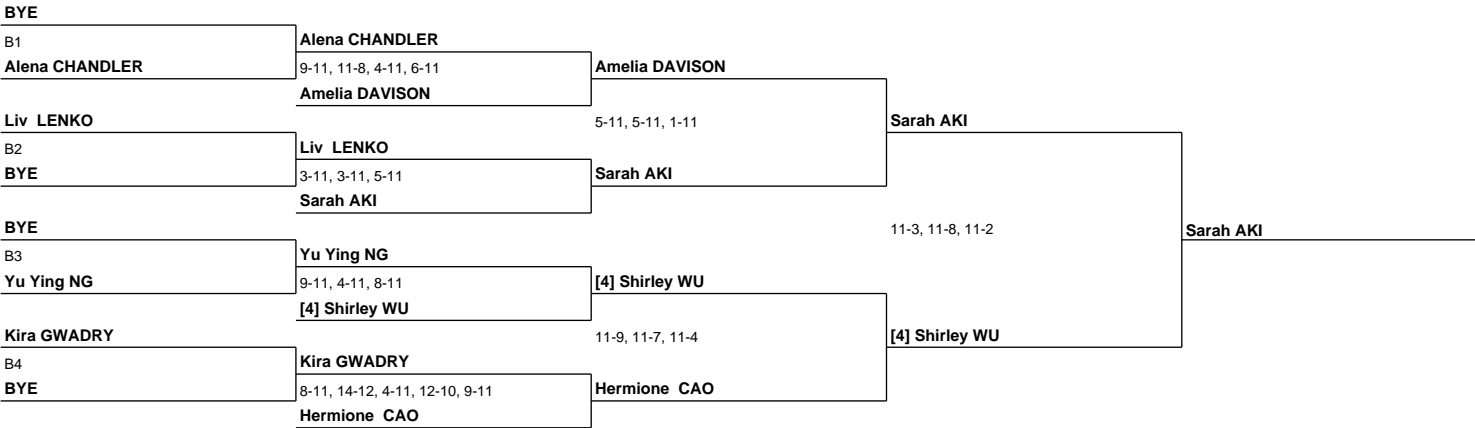 BYE
B1
Alena CHANDLER
Liv LENKO
B2
BYE
BYE
B3
Yu Ying NG
Kira GWADRY
B4
BYE
Alena CHANDLER
9-11, 11-8, 4-11, 6-11
Amelia DAVISON
Liv LENKO
3-11, 3-11, 5-11
Sarah AKI
Yu Ying NG
9-11, 4-11, 8-11
[4] Shirley WU
Kira GWADRY
8-11, 14-12, 4-11, 12-10, 9-11
Hermione CAO
Amelia DAVISON
5-11, 5-11, 1-11
Sarah AKI
[4] Shirley WU
11-9, 11-7, 11-4
Hermione CAO
Sarah AKI
11-3, 11-8, 11-2
[4] Shirley WU
Sarah AKI